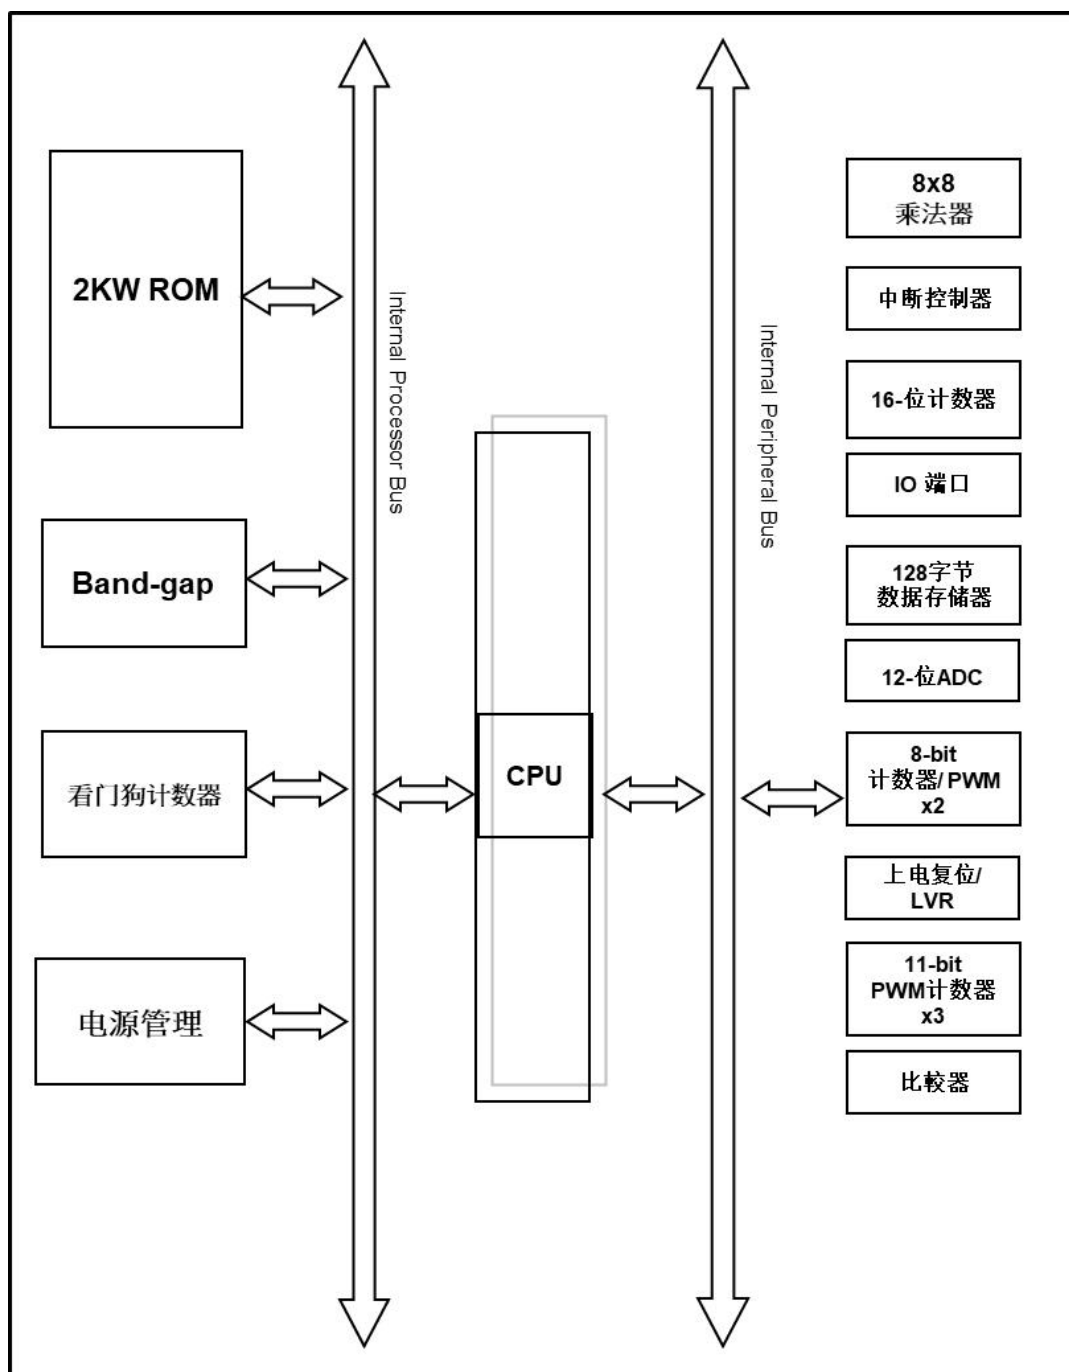 2KW ROM
Band-gap
看门狗计数器
电源管理
Internal Processor Bus
CPU
Internal Peripheral Bus
8x8
乘法器
中断控制器
16-位计数器
IO 端口
128字节
数据存储器
12-位ADC
8-bit
计数器/ PWM
x2
上电复位/
LVR
11-bit
PWM计数器
x3
比較器